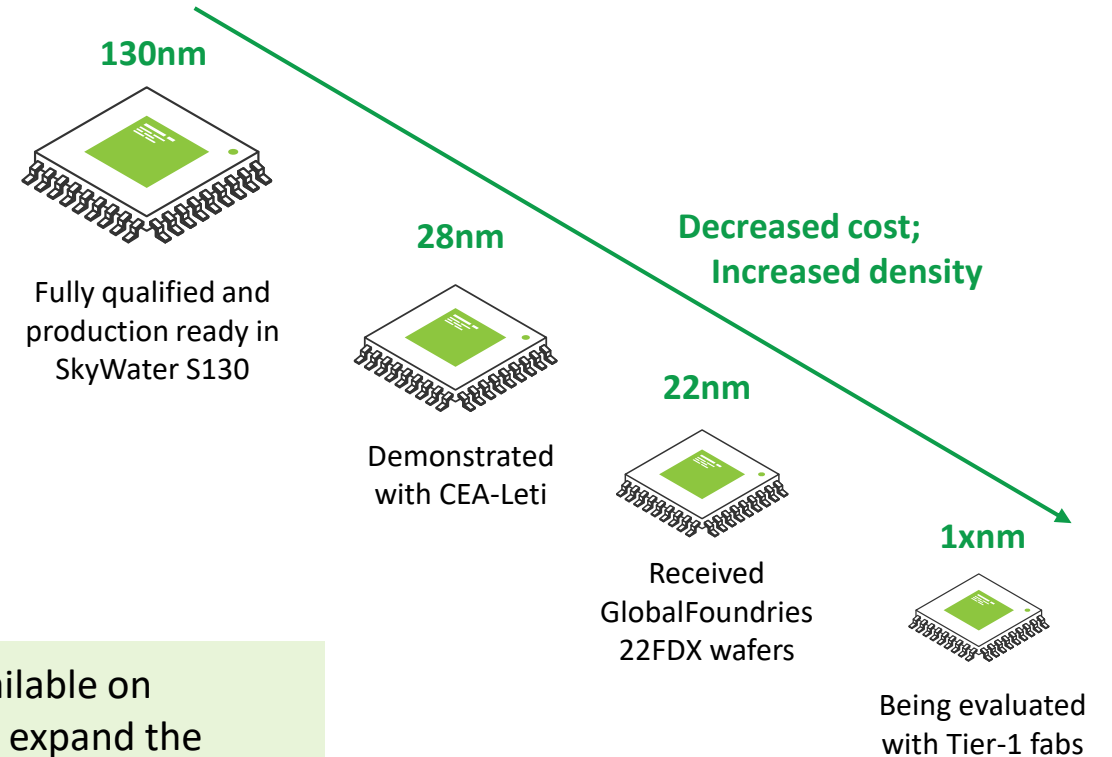 130nm
Fully qualified and
production ready in
SkyWater S130
28nm
Demonstrated
with CEA-Leti
Decreased cost;
Increased density
22nm
Received
GlobalFoundries
22FDX wafers
1xnm
Being evaluated
with Tier-1 fabs
on
expand the